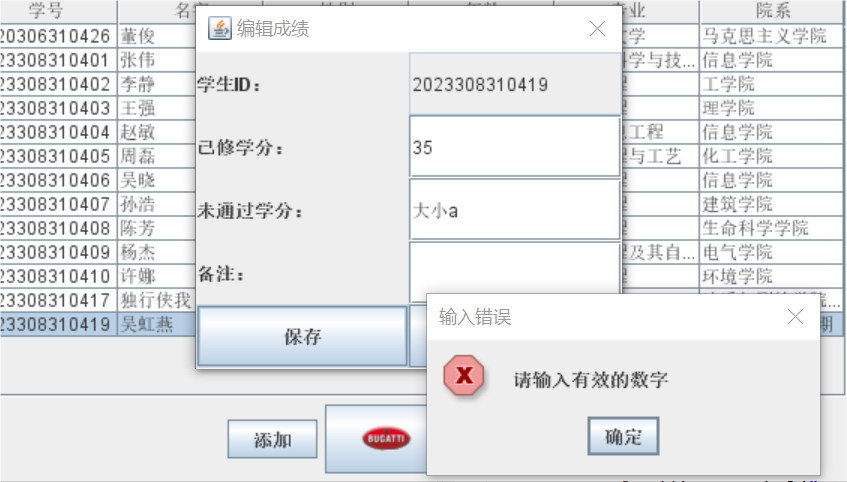 学号 名 专业 院系
编辑成绩
20306310426 董俊 文学 马克思主义学院
23308310401 张伟 科学与技... 信息学院
23308310402 李静 工学院
23308310403 王强 理学院
23308310404 赵敏 工程 信息学院
23308310405 周磊 程与工艺 化工学院
23308310406 吴晓 信息学院
23308310407 孙浩 建筑学院
23308310408 陈芳 生命科学学院
23308310409 杨杰 程及其自... 电气学院
23308310410 许娜 环境学院
23308310417 独行侠我
23308310419 吴虹燕 期
学生ID： 2023308310419
已修学分： 35
未通过学分： 大小a
备注：
保存
输入错误
请输入有效的数字
确定
添加
BUGATTI